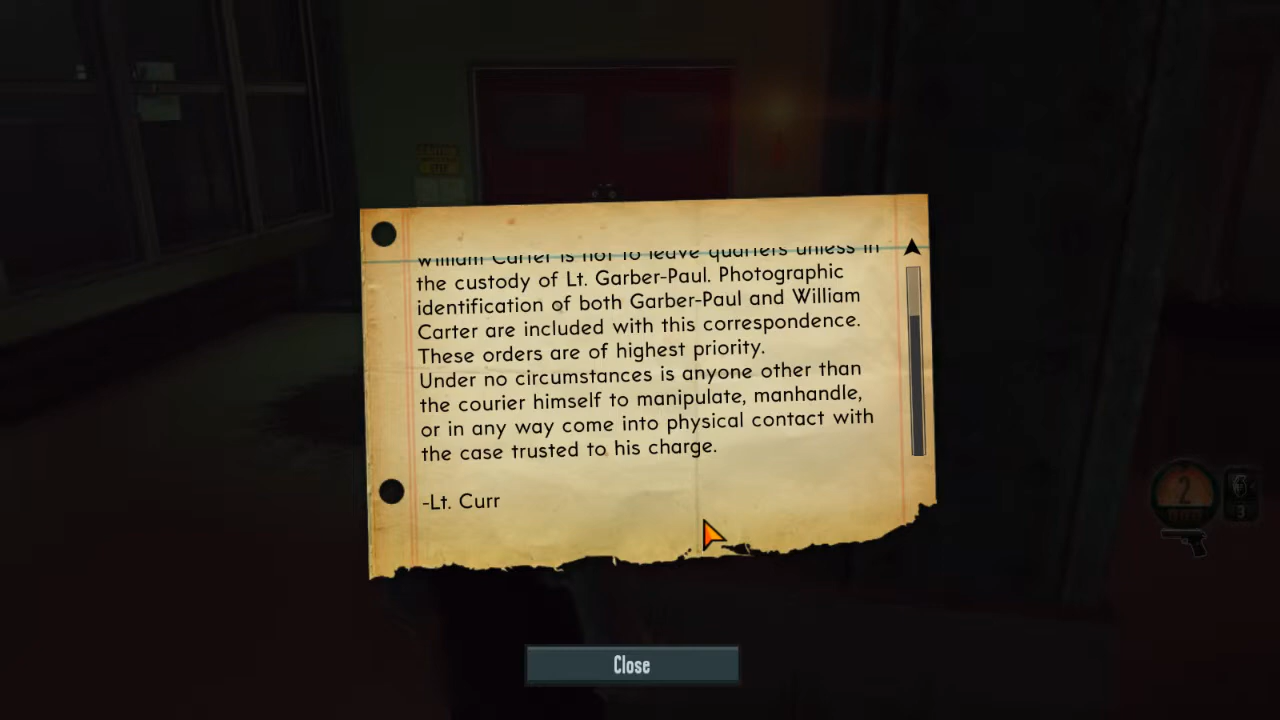 William Carter is not to leave quarters unless in
the custody of Lt. Garber-Paul. Photographic
identification of both Garber-Paul and William
Carter are included with this correspondence.
These orders are of highest priority.
Under no circumstances is anyone other than
the courier himself to manipulate, manhandle,
or in any way come into physical contact with
the case trusted to his charge.
-Lt. Curr
2
3
Close